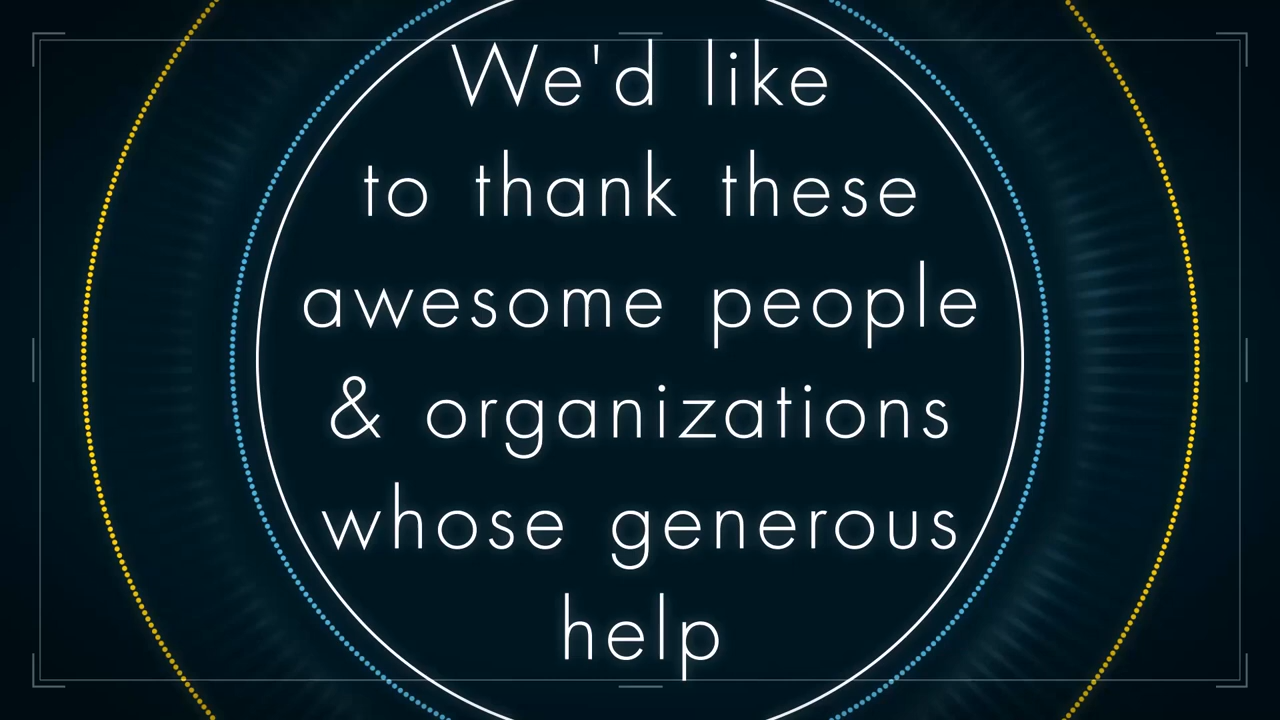 We'd like
to thank these
awesome people
& organizations
whose generous
help